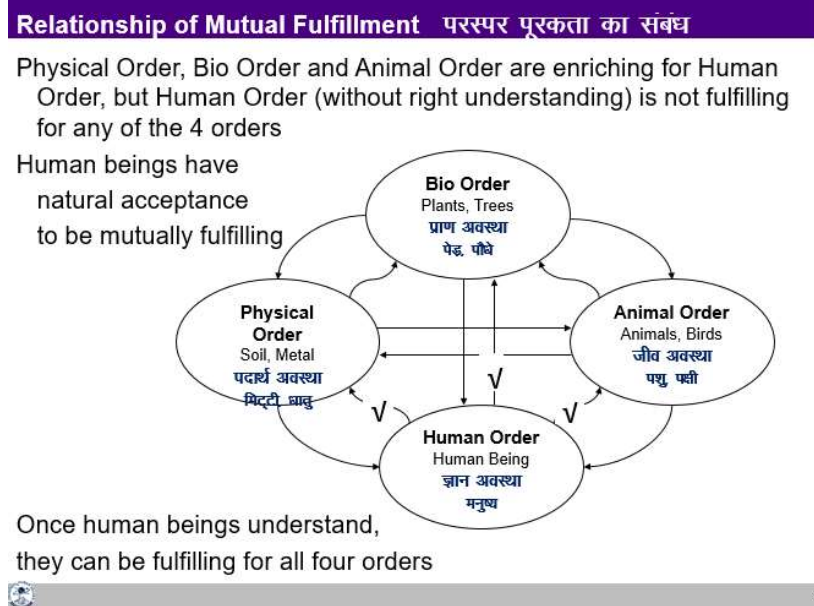 Relationship of Mutual Fulfillment परस्पर पूरकता का संबंध
Physical Order, Bio Order and Animal Order are enriching for Human
Order, but Human Order (without right understanding) is not fulfilling
for any of the 4 orders
Human beings have
natural acceptance
to be mutually fulfilling
Bio Order
Plants, Trees
प्राण अवस्था
पेड़, पौधे
Physical
Order
Soil, Metal
पदार्थ अवस्था
मिट्टी, धातु
Animal Order
Animals, Birds
जीव अवस्था
पशु, पक्षी
√
√
√
Human Order
Human Being
ज्ञान अवस्था
मनुष्य
Once human beings understand,
they can be fulfilling for all four orders